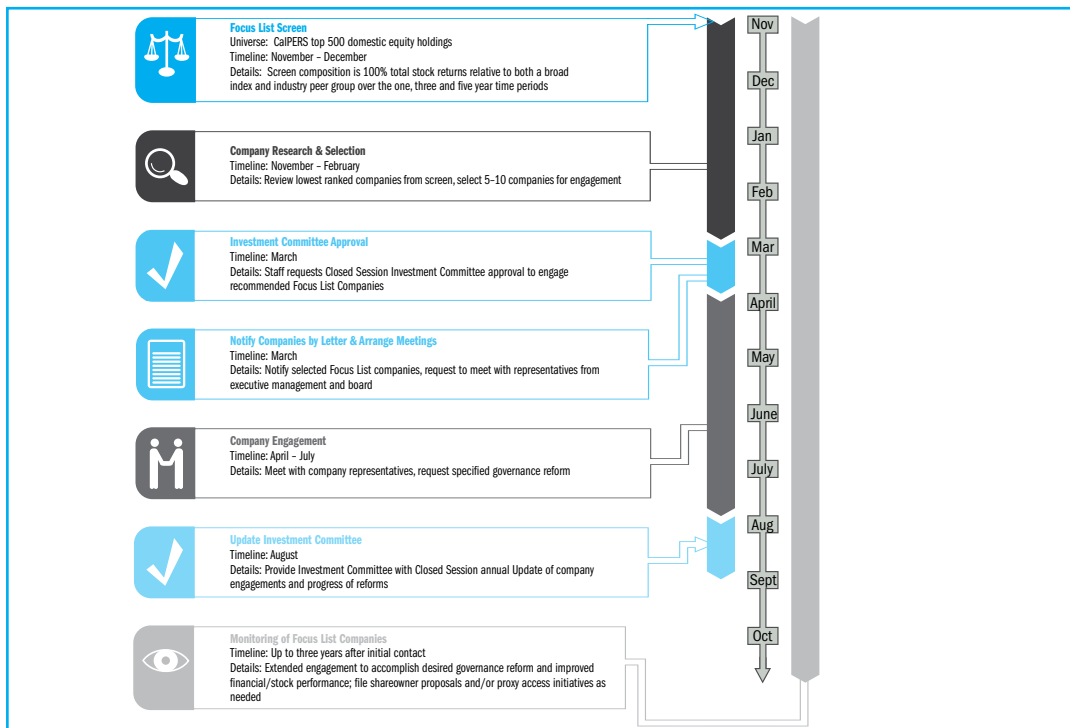 Focus List Screen
Universe: CalPERS top 500 domestic equity holdings
Timeline: November – December
Details: Screen composition is 100% total stock returns relative to both a broad
index and industry peer group over the one, three and five year time periods
Company Research & Selection
Timeline: November – February
Details: Review lowest ranked companies from screen, select 5–10 companies for engagement
Investment Committee Approval
Timeline: March
Details: Staff requests Closed Session Investment Committee approval to engage
recommended Focus List Companies
Notify Companies by Letter & Arrange Meetings
Timeline: March
Details: Notify selected Focus List companies, request to meet with representatives from
executive management and board
Company Engagement
Timeline: April – July
Details: Meet with company representatives, request specified governance reform
Update Investment Committee
Timeline: August
Details: Provide Investment Committee with Closed Session annual Update of company
engagements and progress of reforms
Monitoring of Focus List Companies
Timeline: Up to three years after initial contact
Details: Extended engagement to accomplish desired governance reform and improved
financial/stock performance; file shareowner proposals and/or proxy access initiatives as
needed
Nov
Dec
Jan
Feb
Mar
April
May
June
July
Aug
Sept
Oct